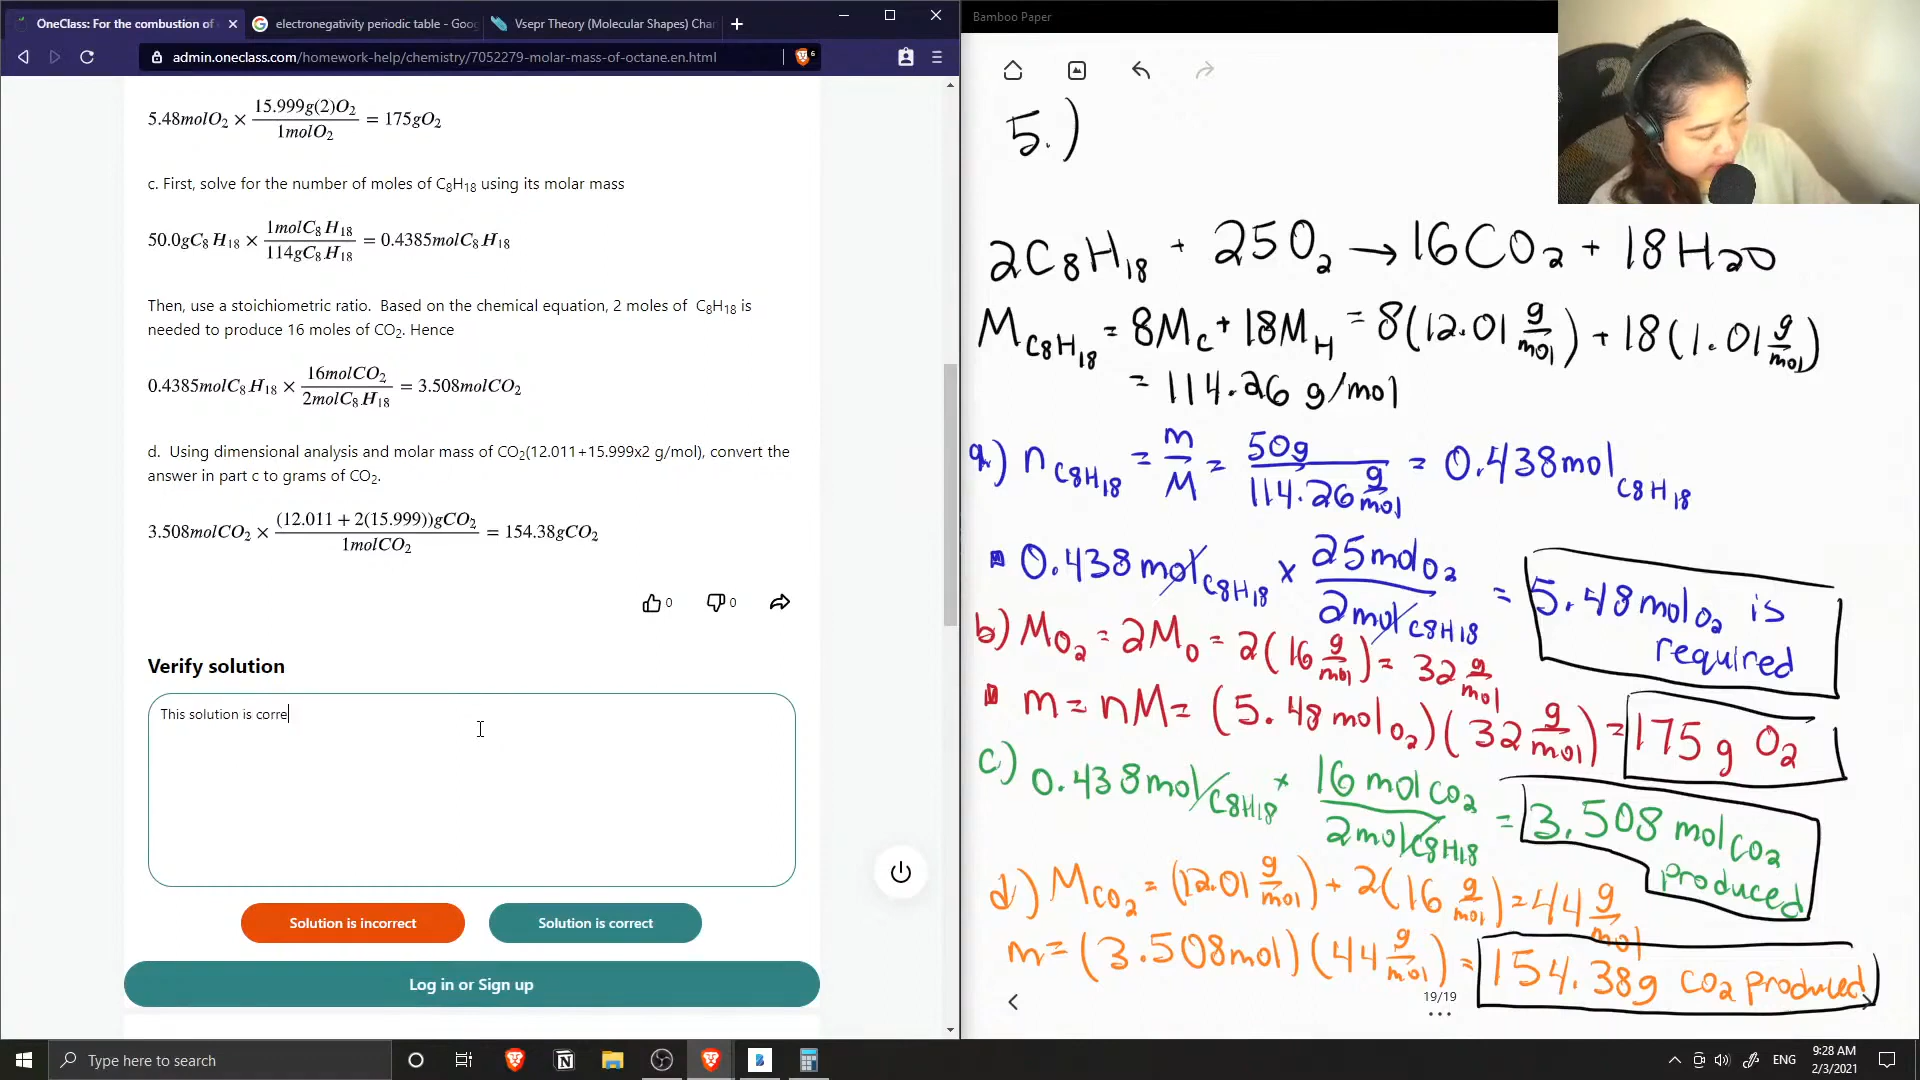 OneClass: For the combustion of
electronegativity periodic table - Goog
Vsepr Theory (Molecular Shapes) Char
admin.oneclass.com/homework-help/chemistry/7052279-molar-mass-of-octane.en.html
6
5.48molO₂ × 15.999g(2)O₂ / 1molO₂ = 175gO₂
c. First, solve for the number of moles of C₈H₁₈ using its molar mass
50.0gC₈H₁₈ × 1molC₈H₁₈ / 114gC₈H₁₈ = 0.4385molC₈H₁₈
Then, use a stoichiometric ratio. Based on the chemical equation, 2 moles of C₈H₁₈ is
needed to produce 16 moles of CO₂. Hence
0.4385molC₈H₁₈ × 16molCO₂ / 2molC₈H₁₈ = 3.508molCO₂
d. Using dimensional analysis and molar mass of CO₂(12.011+15.999x2 g/mol), convert the
answer in part c to grams of CO₂.
3.508molCO₂ × (12.011 + 2(15.999))gCO₂ / 1molCO₂ = 154.38gCO₂
0 0
Verify solution
This solution is corre
Solution is incorrect
Solution is correct
Log in or Sign up
Bamboo Paper
5.)
2C₈H₁₈ + 25O₂ → 16CO₂ + 18H₂O
M C8H18 = 8Mc + 18MH = 8(12.01 g/mol) + 18(1.01 g/mol)
= 114.26 g/mol
a) n C8H18 = m/M = 50g / 114.26 g/mol = 0.438mol C8H18
0.438 mol C8H18 × 25 mol O₂ / 2mol C8H18 = 5.48 mol O₂ is
required
b) M O₂ = 2M O = 2(16 g/mol) = 32 g/mol
m = nM = (5.48 mol O₂)(32 g/mol) = 175 g O₂
c) 0.438 mol C8H18 × 16 mol CO₂ / 2mol C8H18 = 3.508 mol CO₂
produced
d) M CO₂ = (12.01 g/mol) + 2(16 g/mol) = 44 g/mol
m = (3.508mol)(44 g/mol) = 154.38g CO₂ produced
19/19
Type here to search
ENG
9:28 AM
2/3/2021